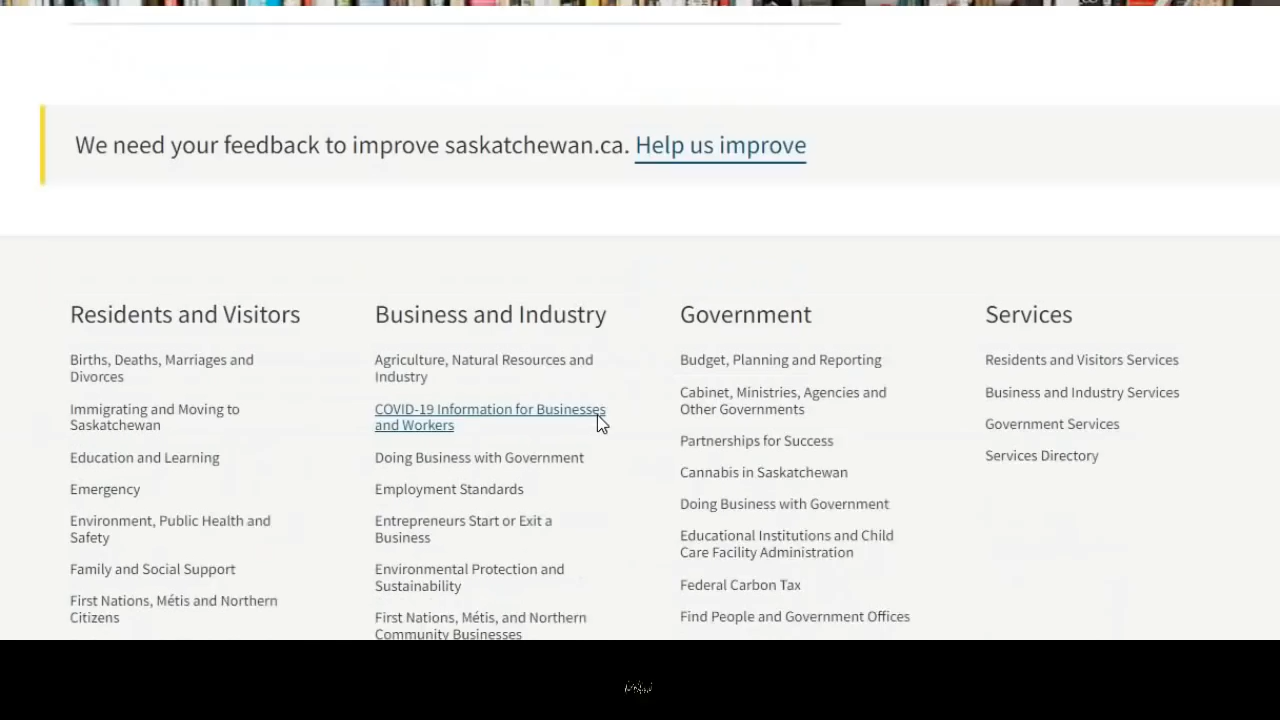 We need your feedback to improve saskatchewan.ca. Help us improve
Residents and Visitors
Births, Deaths, Marriages and
Divorces
Immigrating and Moving to
Saskatchewan
Education and Learning
Emergency
Environment, Public Health and
Safety
Family and Social Support
First Nations, Métis and Northern
Citizens
Business and Industry
Agriculture, Natural Resources and
Industry
COVID-19 Information for Businesses
and Workers
Doing Business with Government
Employment Standards
Entrepreneurs Start or Exit a
Business
Environmental Protection and
Sustainability
First Nations, Métis, and Northern
Community Businesses
Government
Budget, Planning and Reporting
Cabinet, Ministries, Agencies and
Other Governments
Partnerships for Success
Cannabis in Saskatchewan
Doing Business with Government
Educational Institutions and Child
Care Facility Administration
Federal Carbon Tax
Find People and Government Offices
Services
Residents and Visitors Services
Business and Industry Services
Government Services
Services Directory